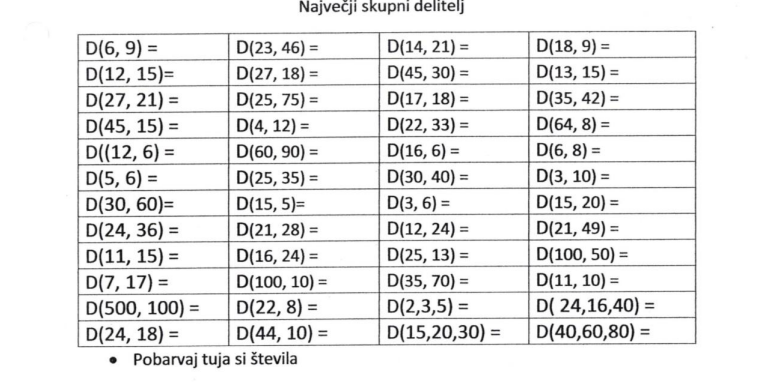 Največji skupni delitelj
D(6, 9) = D(23, 46) = D(14, 21) = D(18, 9) =
D(12, 15)= D(27, 18) = D(45, 30) = D(13, 15) =
D(27, 21) = D(25, 75) = D(17, 18) = D(35, 42) =
D(45, 15) = D(4, 12) = D(22, 33) = D(64, 8) =
D((12, 6) = D(60, 90) = D(16, 6) = D(6, 8) =
D(5, 6) = D(25, 35) = D(30, 40) = D(3, 10) =
D(30, 60)= D(15, 5)= D(3, 6) = D(15, 20) =
D(24, 36) = D(21, 28) = D(12, 24) = D(21, 49) =
D(11, 15) = D(16, 24) = D(25, 13) = D(100, 50) =
D(7, 17) = D(100, 10) = D(35, 70) = D(11, 10) =
D(500, 100) = D(22, 8) = D(2,3,5) = D( 24,16,40) =
D(24, 18) = D(44, 10) = D(15,20,30) = D(40,60,80) =
• Pobarvaj tuja si števila